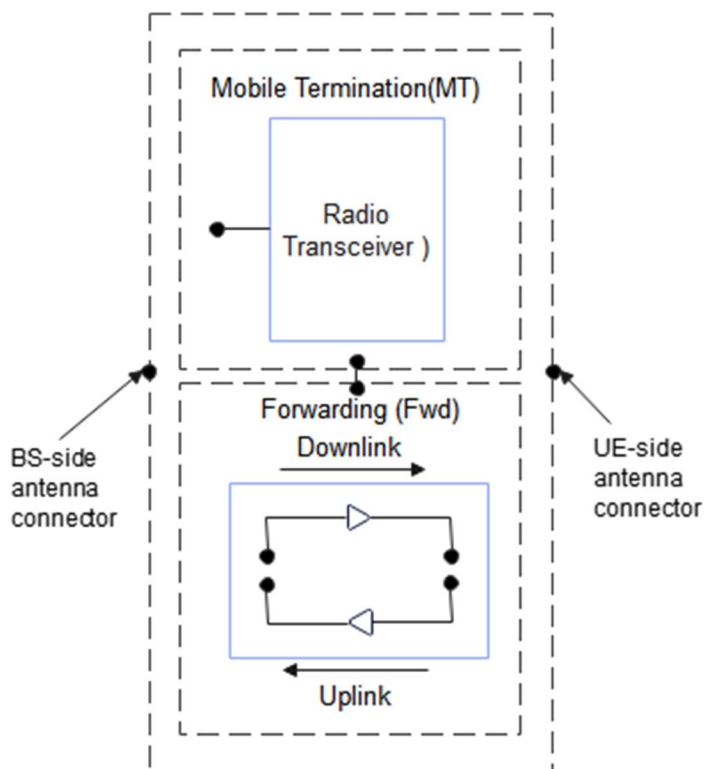 Mobile Termination(MT)
Radio
Transceiver )
Forwarding (Fwd)
Downlink
BS-side
antenna
connector
UE-side
antenna
connector
Uplink